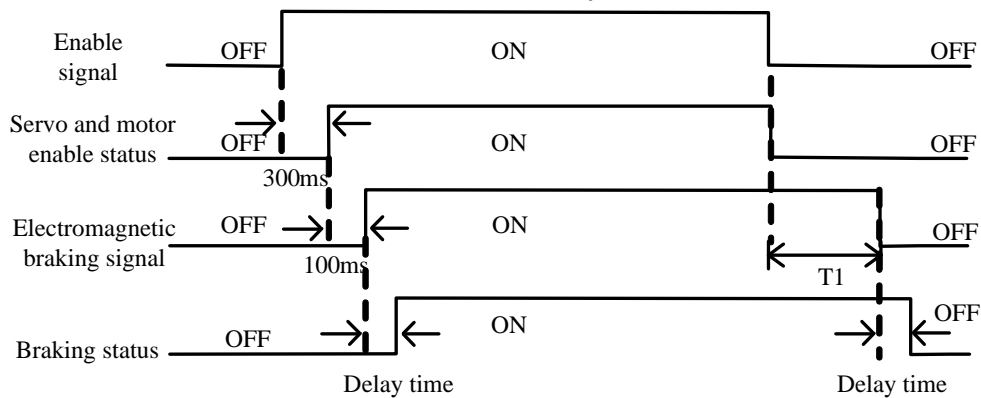 Enable
signal
OFF
ON
OFF
Servo and motor
enable status
OFF
ON
OFF
300ms
Electromagnetic
braking signal
OFF
ON
OFF
100ms
T1
Braking status
OFF
ON
OFF
Delay time
Delay time